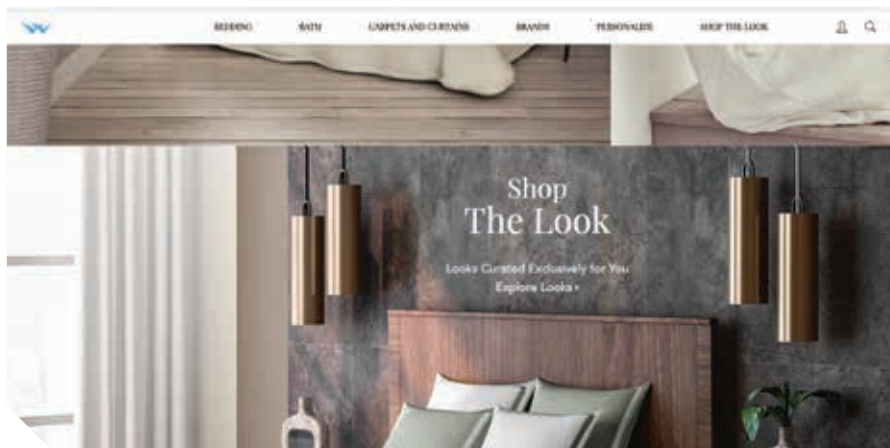 BEDDING BATH CARPETS AND CURTAINS BRANDS PERSONALIZE SHOP THE LOOK
Shop
The Look
Looks Curated Exclusively for You
Explore Looks ›